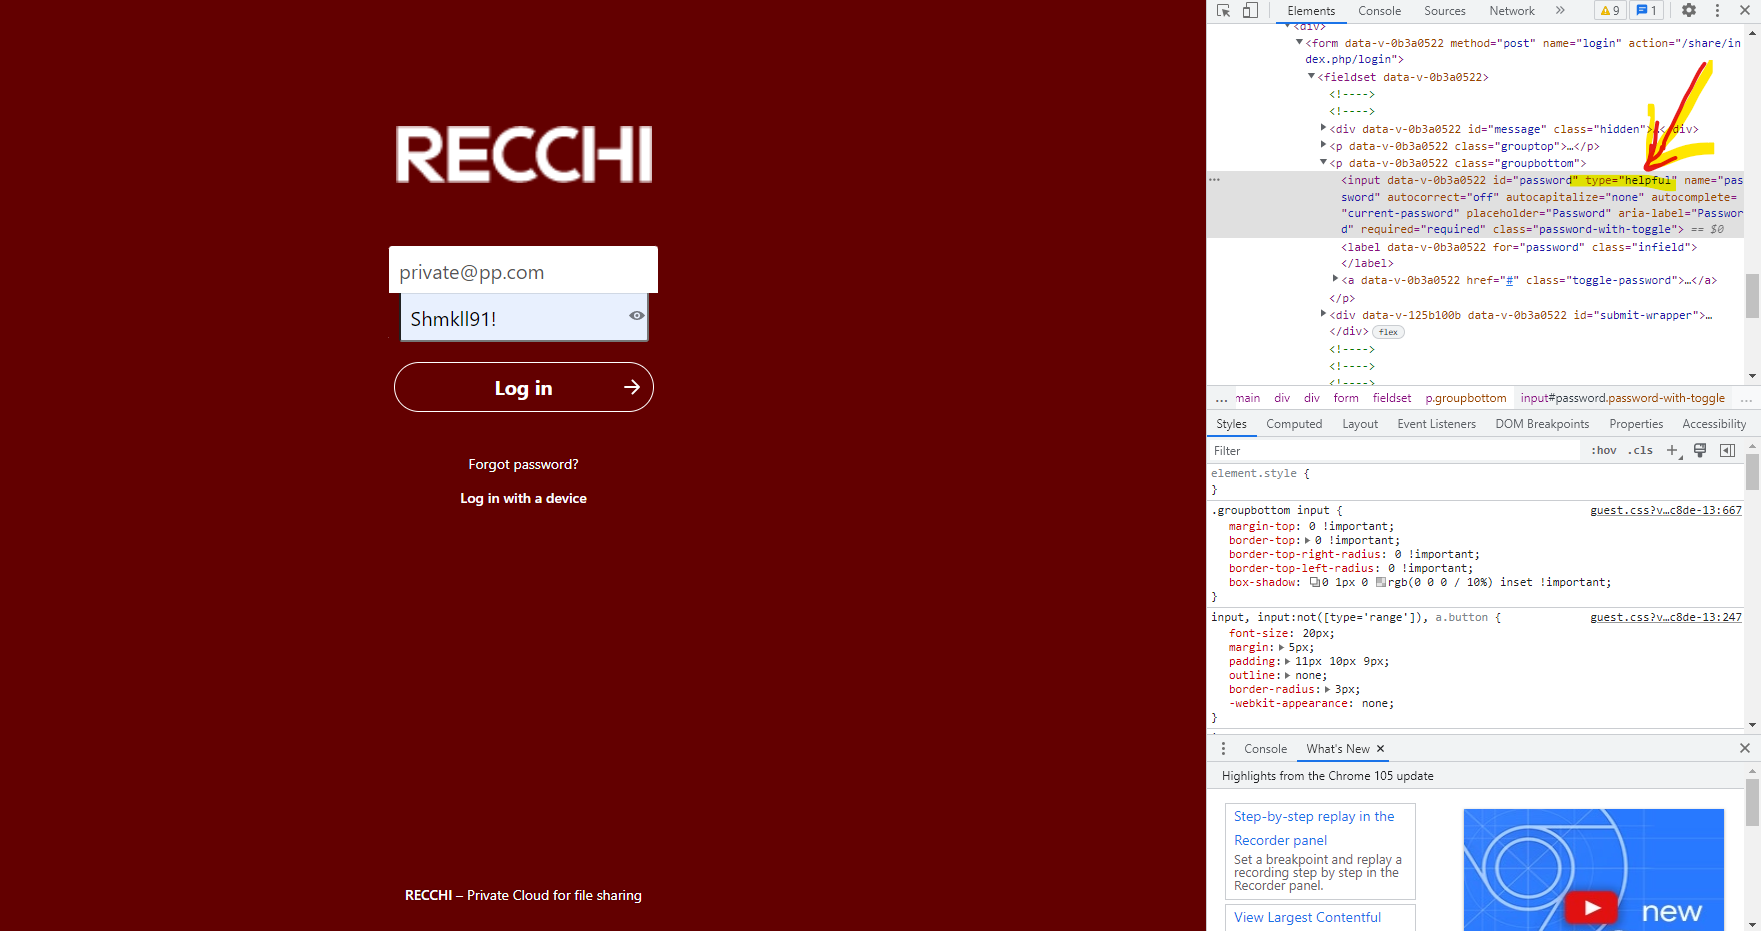 RECCHI
private@pp.com
Shmkll91!
Log in
Forgot password?
Log in with a device
RECCHI – Private Cloud for file sharing
Elements Console Sources Network » 9 1
<div>
<form data-v-0b3a0522 method="post" name="login" action="/share/in
dex.php/login">
<fieldset data-v-0b3a0522>
<!---->
<!---->
<div data-v-0b3a0522 id="message" class="hidden">…</div>
<p data-v-0b3a0522 class="grouptop">…</p>
<p data-v-0b3a0522 class="groupbottom">
<input data-v-0b3a0522 id="password" type="helpful" name="pas
sword" autocorrect="off" autocapitalize="none" autocomplete=
"current-password" placeholder="Password" aria-label="Passwor
d" required="required" class="password-with-toggle"> == $0
<label data-v-0b3a0522 for="password" class="infield">
</label>
<a data-v-0b3a0522 href="#" class="toggle-password">…</a>
</p>
<div data-v-125b100b data-v-0b3a0522 id="submit-wrapper">…
</div> flex
<!---->
<!---->
<!---->
... main div div form fieldset p.groupbottom input#password.password-with-toggle ...
Styles Computed Layout Event Listeners DOM Breakpoints Properties Accessibility
Filter :hov .cls +
element.style {
}
.groupbottom input { guest.css?v…c8de-13:667
margin-top: 0 !important;
border-top: 0 !important;
border-top-right-radius: 0 !important;
border-top-left-radius: 0 !important;
box-shadow: 0 1px 0 rgb(0 0 0 / 10%) inset !important;
}
input, input:not([type='range']), a.button { guest.css?v…c8de-13:247
font-size: 20px;
margin: 5px;
padding: 11px 10px 9px;
outline: none;
border-radius: 3px;
-webkit-appearance: none;
}
Console What's New
Highlights from the Chrome 105 update
Step-by-step replay in the
Recorder panel
Set a breakpoint and replay a
recording step by step in the
Recorder panel.
View Largest Contentful
new